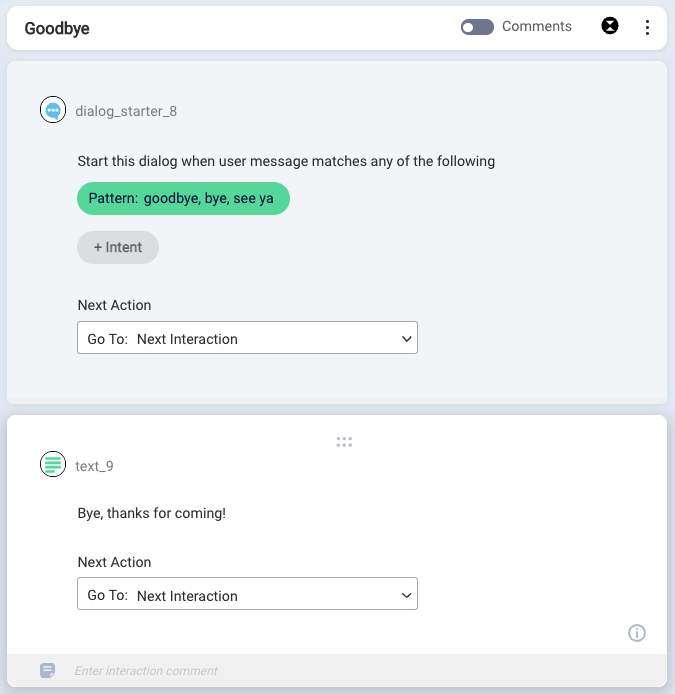 Goodbye
Comments
dialog_starter_8
Start this dialog when user message matches any of the following
Pattern: goodbye, bye, see ya
+ Intent
Next Action
Go To: Next Interaction
text_9
Bye, thanks for coming!
Next Action
Go To: Next Interaction
Enter interaction comment